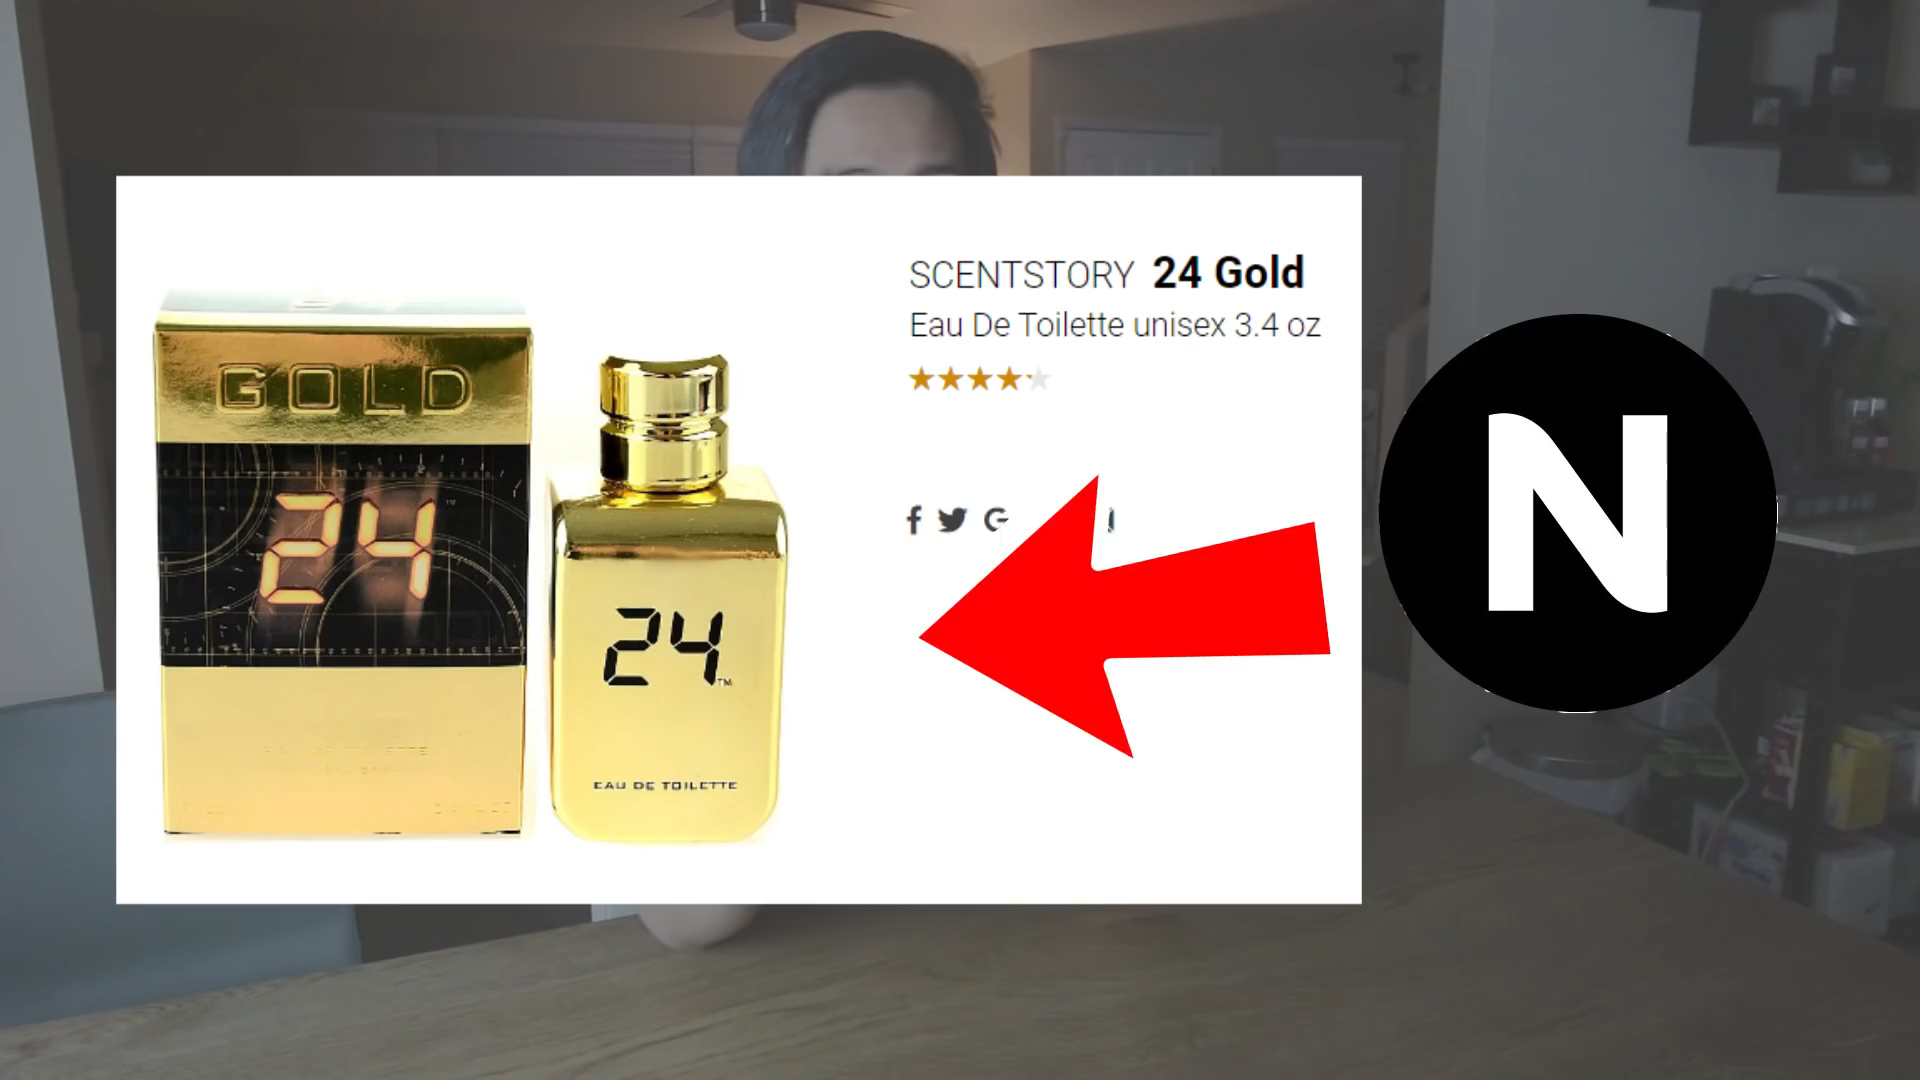 SCENTSTORY 24 Gold
Eau De Toilette unisex 3.4 oz
GOLD
24
24
TM
EAU DE TOILETTE
N